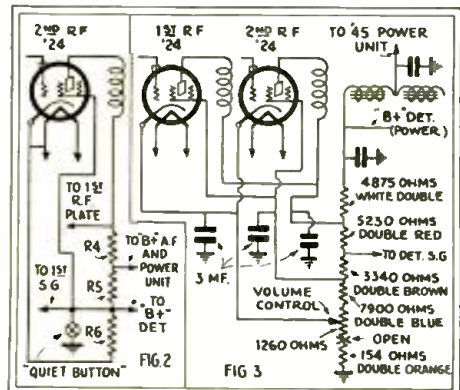 2ND R F
'24
1ST R F
'24
2ND R F
'24
TO '45 POWER
UNIT
"B+" DET.
(POWER)
TO 1ST
R.F
PLATE
R4
TO "B+" A.F
AND
POWER
UNIT
TO 1ST
S G
R5
TO
"B+"
DET
R6
"QUIET BUTTON"
FIG. 2
3 MF.
VOLUME
CONTROL
1260 OHMS
FIG 3
4875 OHMS
WHITE DOUBLE
5230 OHMS
DOUBLE RED
TO DET. S.G
3340 OHMS
DOUBLE BROWN
7900 OHMS
DOUBLE BLUE
OPEN
154 OHMS
DOUBLE ORANGE